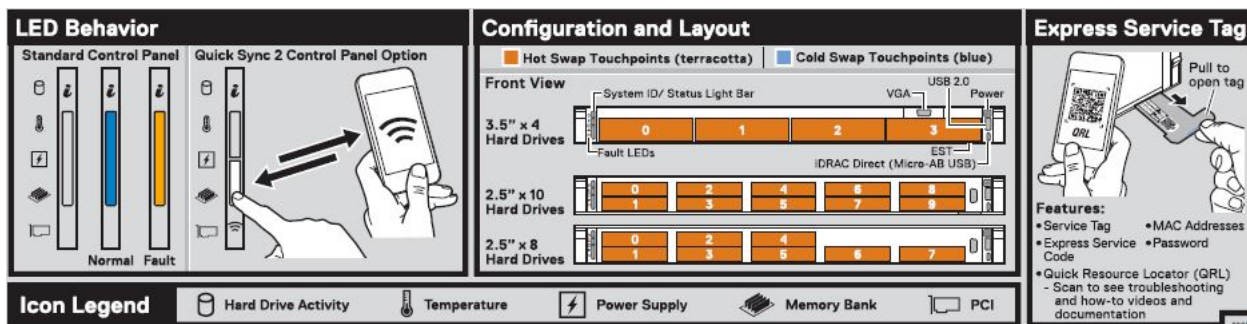 LED Behavior
Standard Control Panel
Quick Sync 2 Control Panel Option
i
i
i
i
Normal
Fault
QRL
Configuration and Layout
Hot Swap Touchpoints (terracotta)
Cold Swap Touchpoints (blue)
Front View
System ID/ Status Light Bar
VGA
USB 2.0
Power
3.5" x 4
Hard Drives
0 1 2 3
Fault LEDs
EST
iDRAC Direct (Micro-AB USB)
2.5" x 10
Hard Drives
0 2 4 6 8
1 3 5 7 9
2.5" x 8
Hard Drives
0 2 4
1 3 5 6 7
Express Service Tag
Pull to
open tag
QRL
Features:
• Service Tag
• MAC Addresses
• Express Service
Code
• Password
• Quick Resource Locator (QRL)
- Scan to see troubleshooting
and how-to videos and
documentation
Icon Legend
Hard Drive Activity
Temperature
Power Supply
Memory Bank
PCI